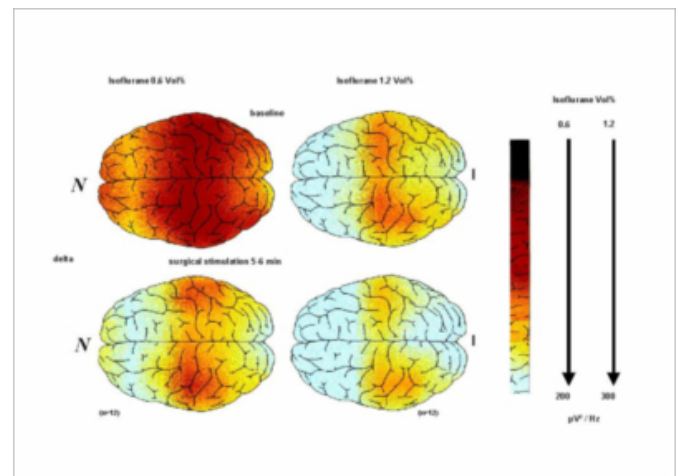 Isoflurane 0.6 Vol%
Isoflurane 1.2 Vol%
baseline
N
I
delta
surgical stimulation 5-6 min
N
I
(n=12)
(n=12)
Isoflurane Vol%
0.6 1.2
200 300
µV² / Hz